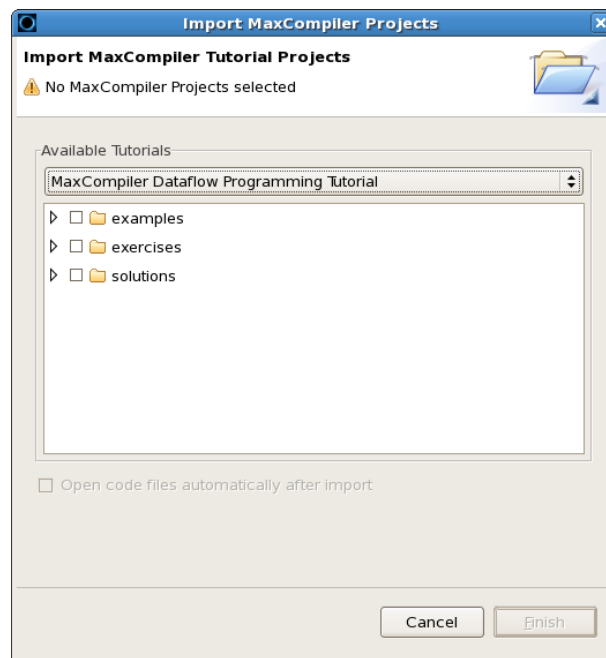 Import MaxCompiler Projects
Import MaxCompiler Tutorial Projects
No MaxCompiler Projects selected
Available Tutorials
MaxCompiler Dataflow Programming Tutorial
examples
exercises
solutions
Open code files automatically after import
Cancel Finish